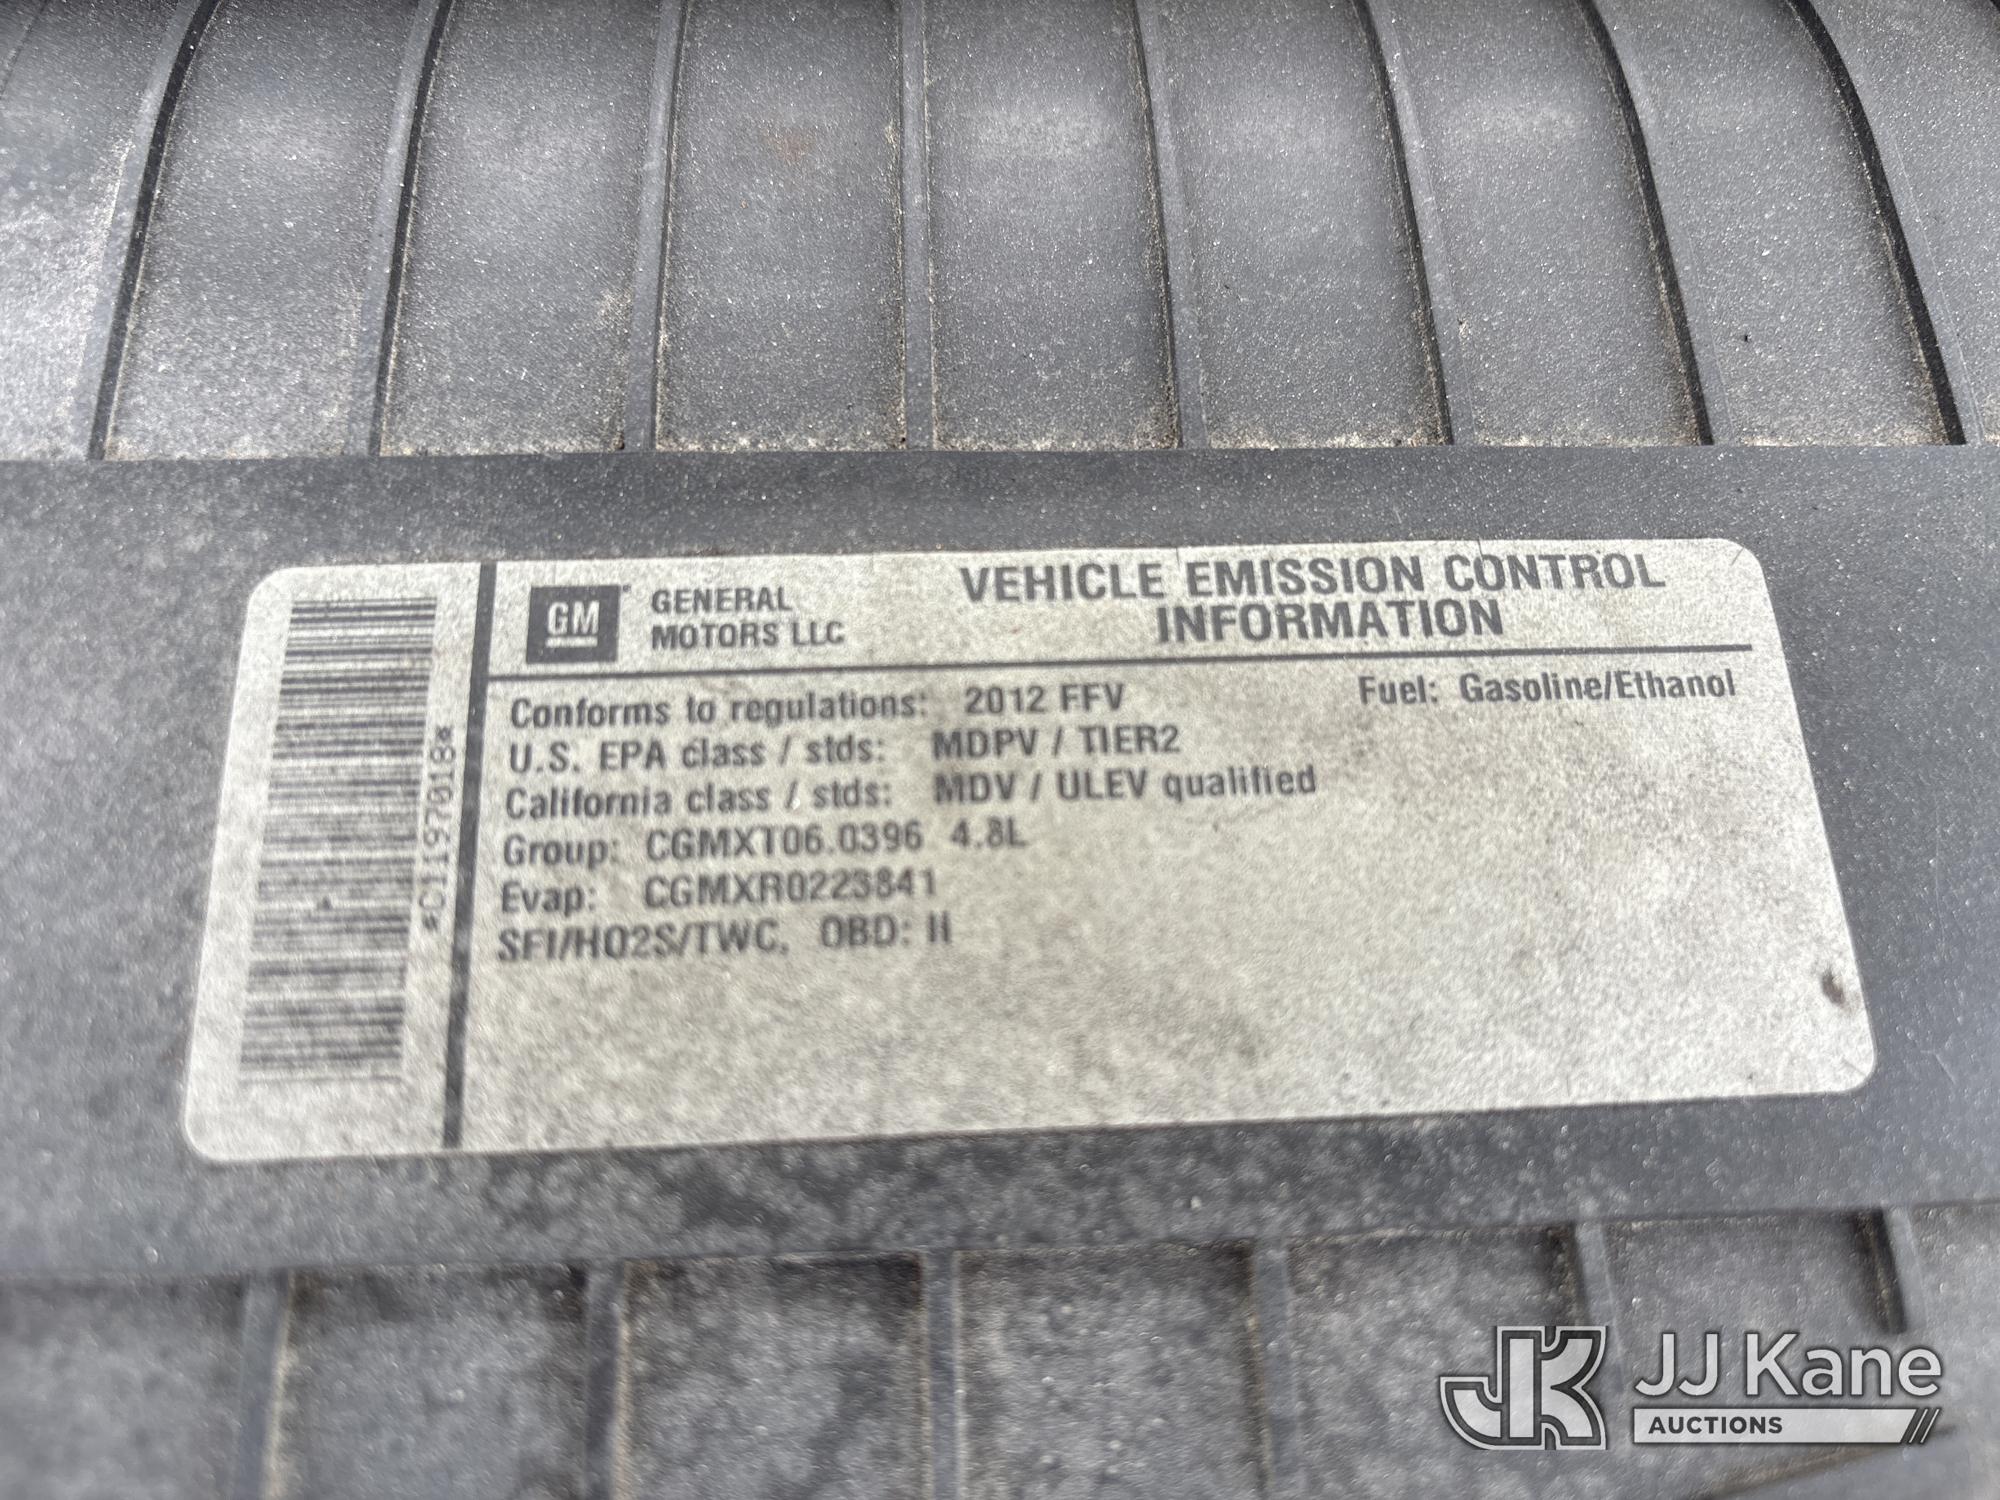 GM
GENERAL
MOTORS LLC
VEHICLE EMISSION CONTROL
INFORMATION
Conforms to regulations: 2012 FFV
Fuel: Gasoline/Ethanol
U.S. EPA class / stds: MDPV / TIER2
California class / stds: MDV / ULEV qualified
Group: CGMXT06.0396 4.8L
Evap: CGMXR0223841
SFI/HO2S/TWC, OBD: II
*C1197018*
JK
JJ Kane
AUCTIONS